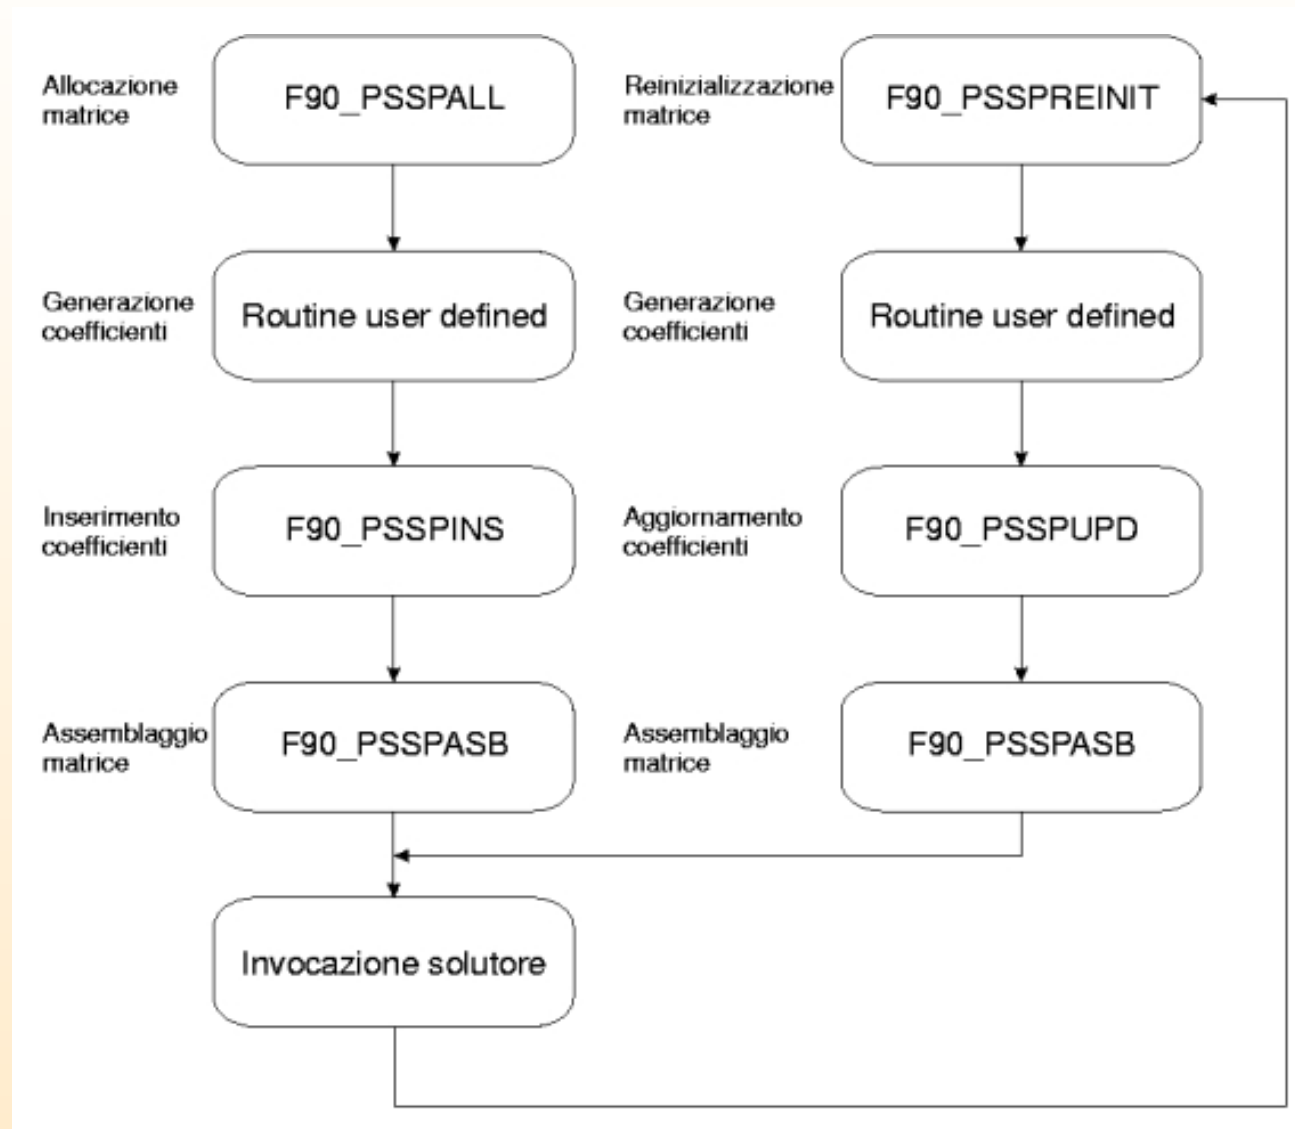 Allocazione
matrice
F90_PSSPALL
Generazione
coefficienti
Routine user defined
Inserimento
coefficienti
F90_PSSPINS
Assemblaggio
matrice
F90_PSSPASB
Invocazione solutore
Reinizializzazione
matrice
F90_PSSPREINIT
Generazione
coefficienti
Routine user defined
Aggiornamento
coefficienti
F90_PSSPUPD
Assemblaggio
matrice
F90_PSSPASB